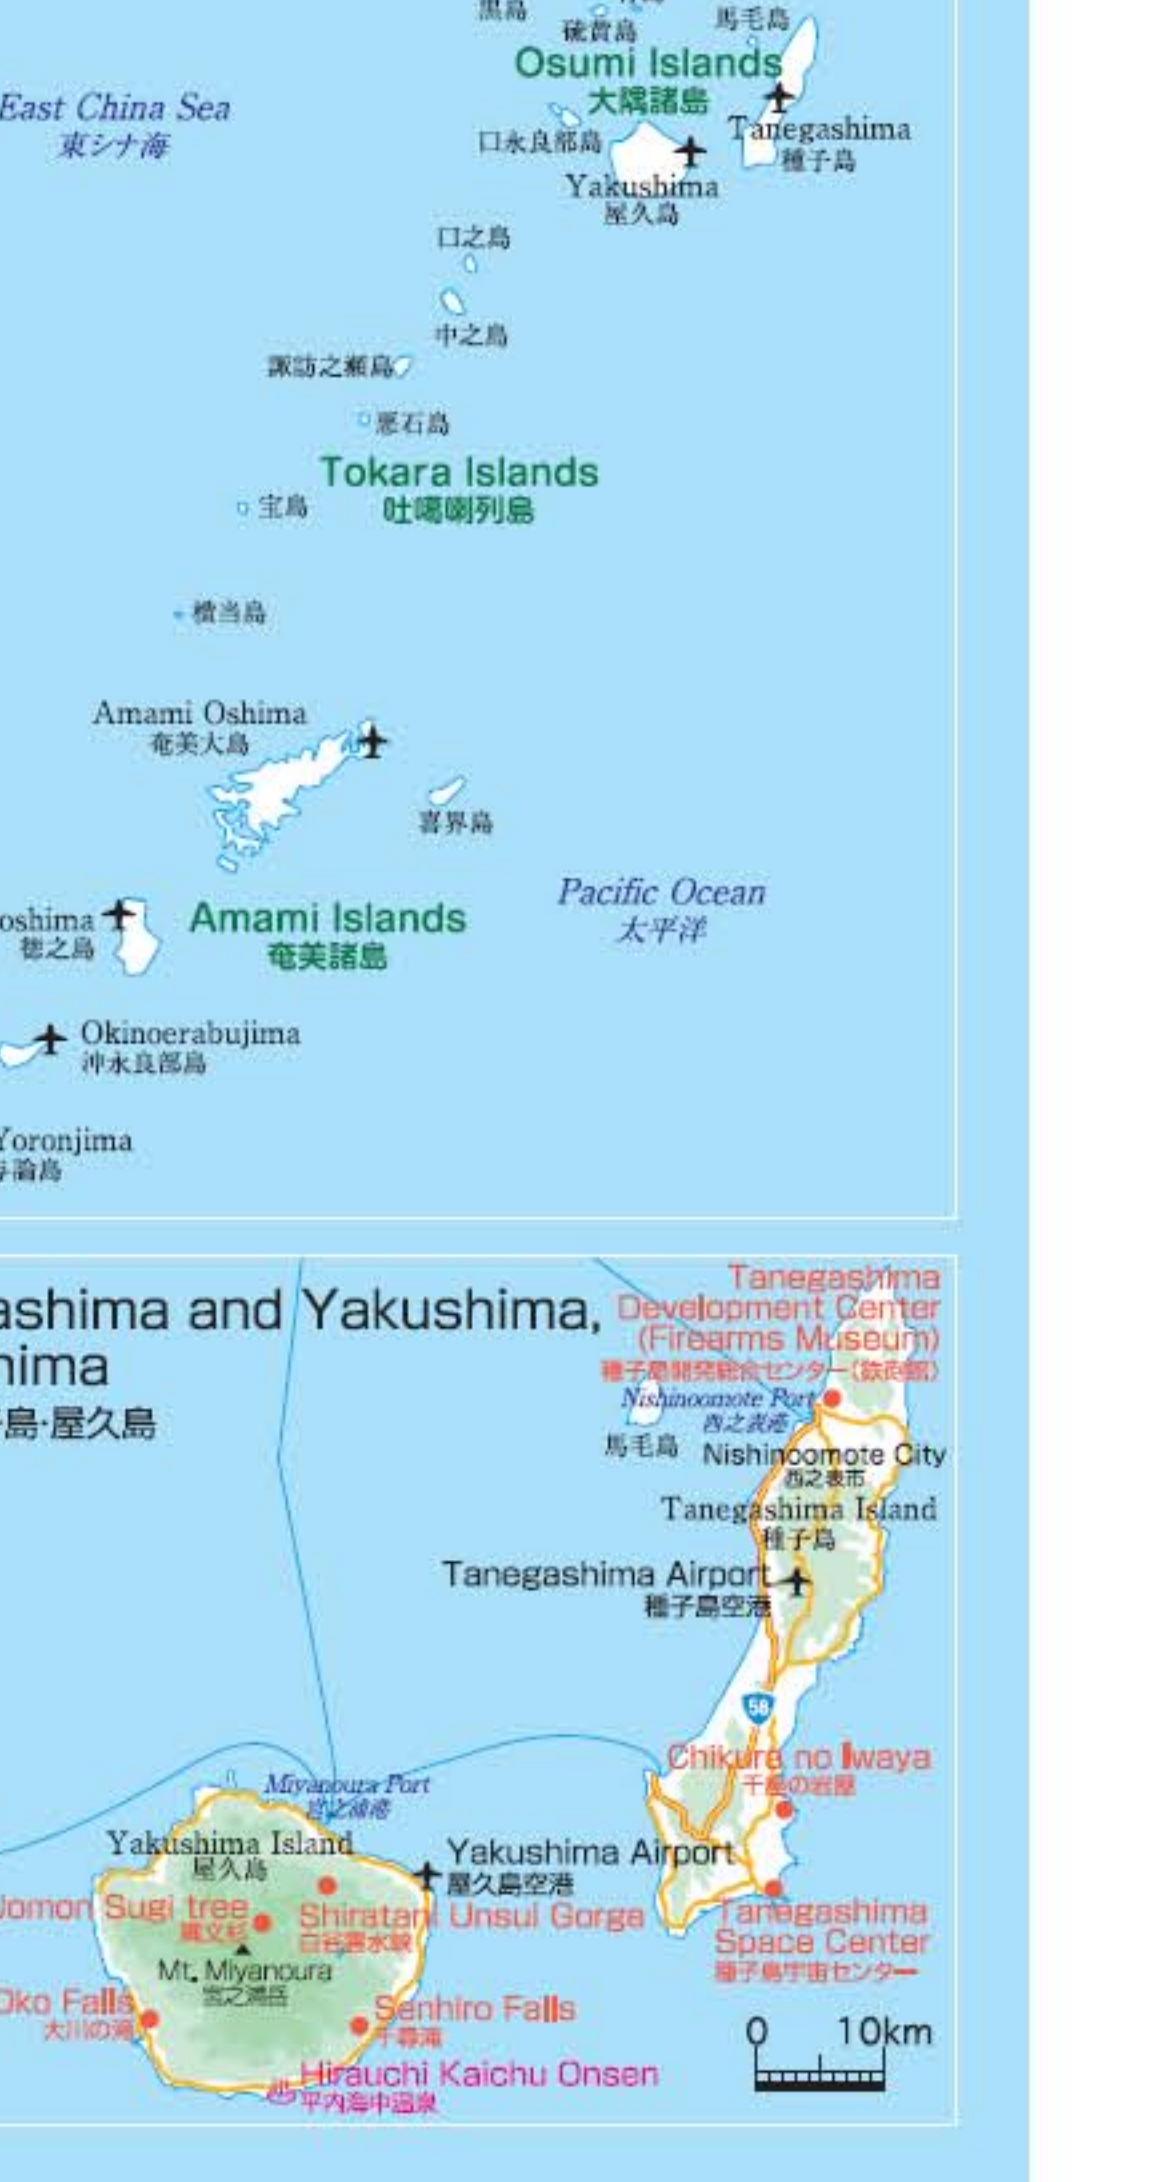 黒島
硫黄島
馬毛島
Osumi Islands
大隅諸島
East China Sea
東シナ海
口永良部島
Tanegashima
種子島
Yakushima
屋久島
口之島
中之島
諏訪之瀬島
悪石島
Tokara Islands
吐噶喇列島
宝島
横当島
Amami Oshima
奄美大島
喜界島
Pacific Ocean
太平洋
oshima
徳之島
Amami Islands
奄美諸島
Okinoerabujima
沖永良部島
Yoronjima
与論島
ashima and Yakushima,
hima
島・屋久島
Tanegashima
Development Center
(Firearms Museum)
種子島開発総合センター(鉄砲館)
Nishinoomote Port
西之表港
馬毛島
Nishinoomote City
西之表市
Tanegashima Island
種子島
Tanegashima Airport
種子島空港
58
Chikura no Iwaya
千座の岩屋
Miyanoura Port
宮之浦港
Yakushima Island
屋久島
Yakushima Airport
屋久島空港
Jomon Sugi tree
縄文杉
Shiratani Unsui Gorge
白谷雲水峡
Tanegashima
Space Center
種子島宇宙センター
Mt. Miyanoura
宮之浦岳
Oko Falls
大川の滝
Senhiro Falls
千尋滝
0 10km
Hirauchi Kaichu Onsen
平内海中温泉